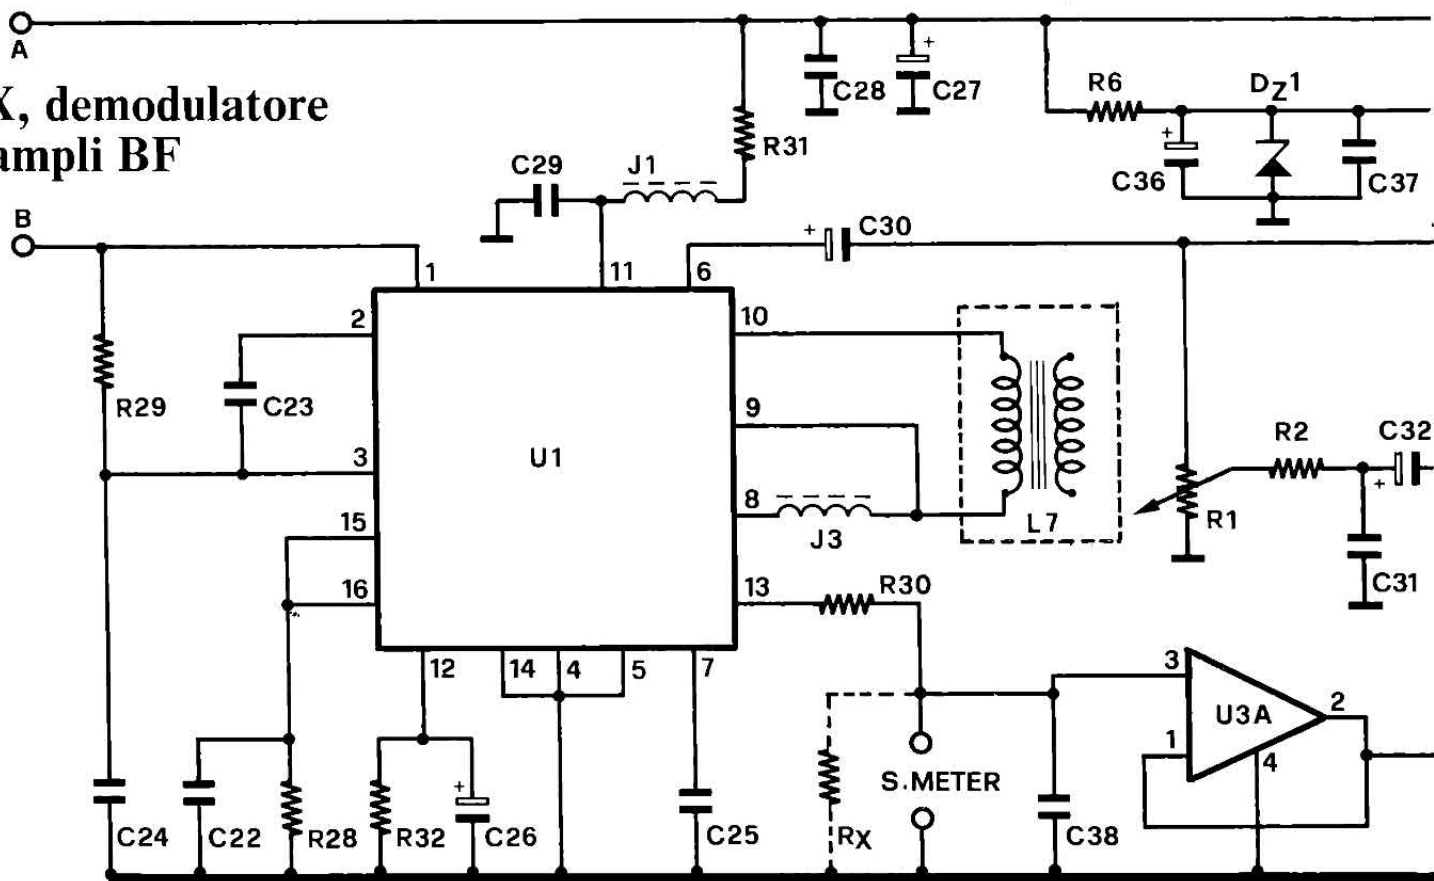 A
X, demodulatore
ampli BF
C28
C27
+
R6
DZ1
R31
C29
J1
+
C36
C37
B
+
C30
1
11
6
2
10
R29
C23
9
R2
C32
U1
3
8
+
15
J3
L7
R1
16
13
R30
C31
12
14
4
5
7
3
U3A
2
1
4
+
S.METER
C24
C22
R28
R32
C26
C25
RX
C38